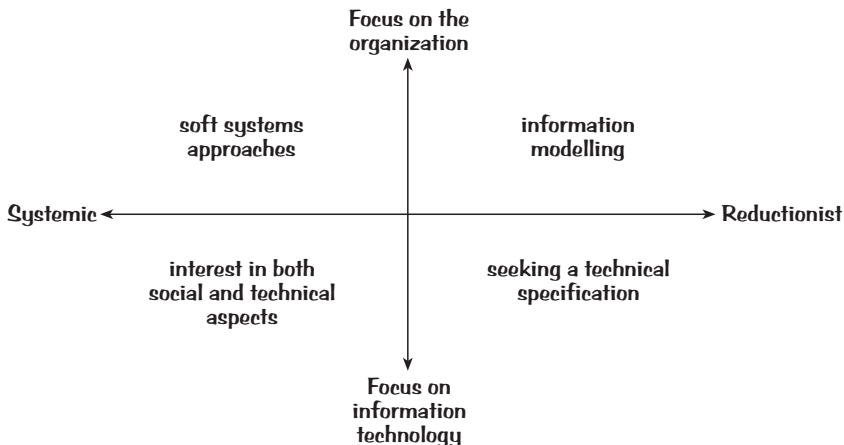 Focus on the
organization
soft systems
approaches
information
modelling
Systemic
Reductionist
interest in both
social and technical
aspects
seeking a technical
specification
Focus on
information
technology